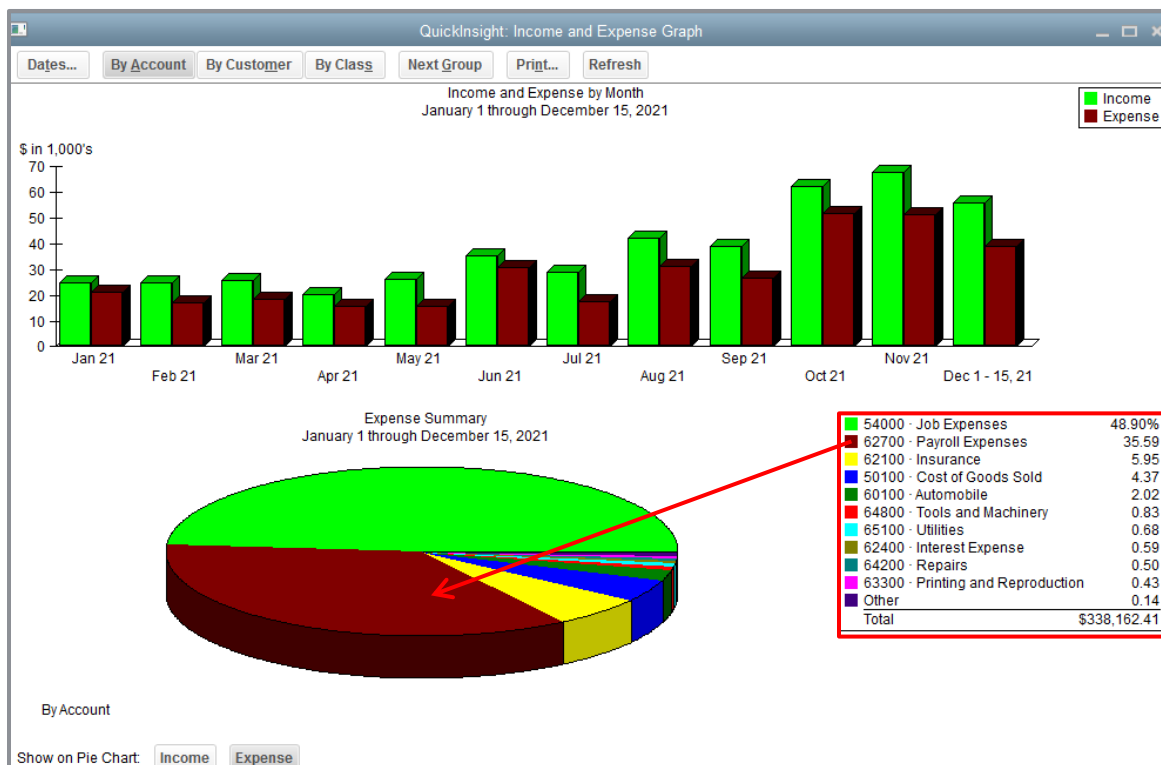 QuickInsight: Income and Expense Graph
Dates... By Account By Customer By Class Next Group Print... Refresh
Income and Expense by Month
January 1 through December 15, 2021
Income
Expense
$ in 1,000's
70
60
50
40
30
20
10
0
Jan 21 Feb 21 Mar 21 Apr 21 May 21 Jun 21 Jul 21 Aug 21 Sep 21 Oct 21 Nov 21 Dec 1 - 15, 21
Expense Summary
January 1 through December 15, 2021
54000 · Job Expenses 48.90%
62700 · Payroll Expenses 35.59
62100 · Insurance 5.95
50100 · Cost of Goods Sold 4.37
60100 · Automobile 2.02
64800 · Tools and Machinery 0.83
65100 · Utilities 0.68
62400 · Interest Expense 0.59
64200 · Repairs 0.50
63300 · Printing and Reproduction 0.43
Other 0.14
Total $338,162.41
By Account
Show on Pie Chart: Income Expense